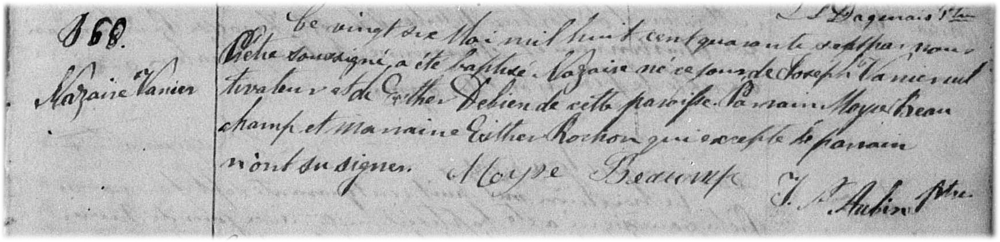 L S Dagenais Ptre
B 68.
Nazaire Vanier
Ce vingt six Mai mil huit cent quarante sept par nous
Prêtre soussigné, a été baptisé Nazaire né ce jour, de Joseph Vanier cul
tivateur et de Esther Debien de cette paroisse. Parrain Moyse Beau
champ et marraine Esther Rochon qui excepté le parrain
n'ont su signer. Moyse Beaucmp
J. St Aubin ptre.